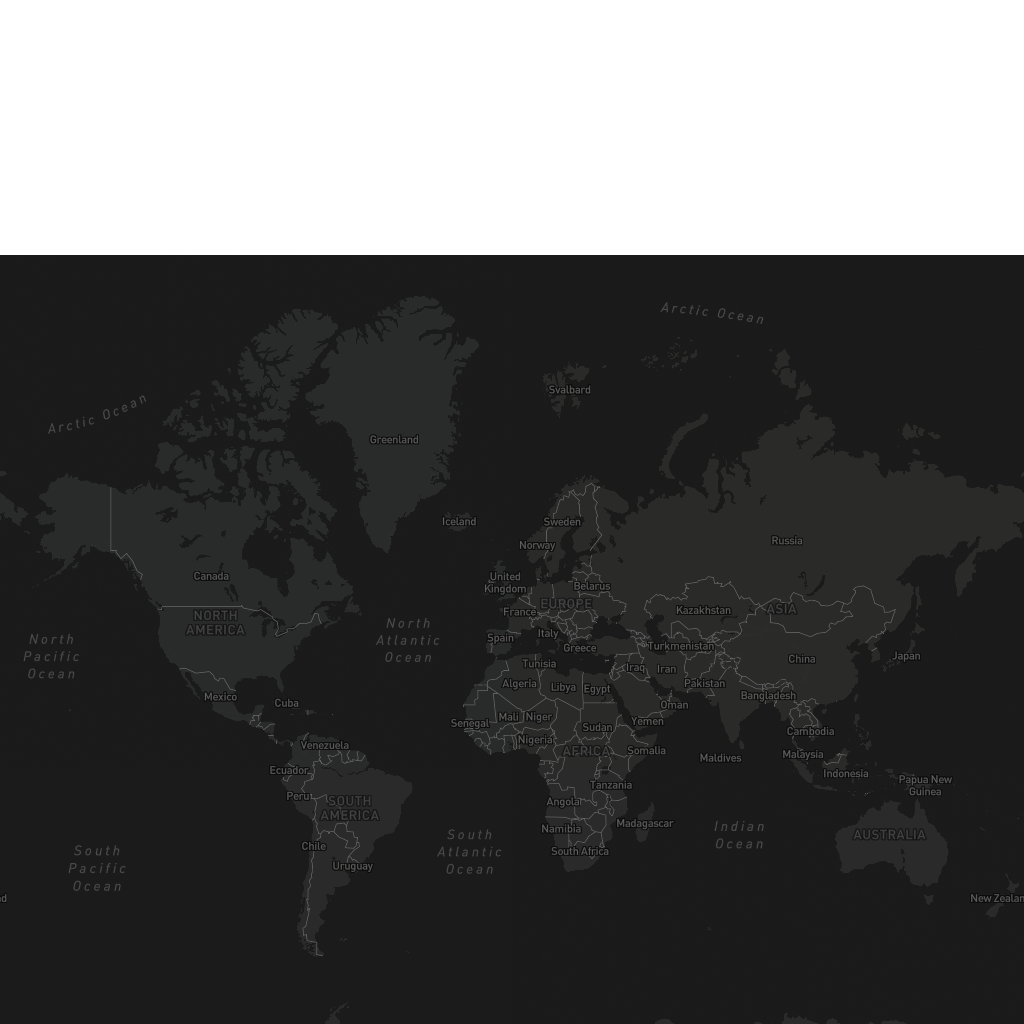 Arctic Ocean
Arctic Ocean
Svalbard
Greenland
Iceland
Sweden
Russia
Norway
Canada
United
Kingdom
Belarus
EUROPE
Kazakhstan
ASIA
France
NORTH
AMERICA
North
Atlantic
Ocean
North
Pacific
Ocean
Spain
Italy
Greece
Turkmenistan
China
Japan
Tunisia
Iraq
Iran
Algeria
Libya
Egypt
Pakistan
Bangladesh
Mexico
Cuba
Oman
Senegal
Mali
Niger
Sudan
Yemen
Cambodia
Nigeria
AFRICA
Somalia
Venezuela
Maldives
Malaysia
Ecuador
Indonesia
Papua New
Guinea
Tanzania
Peru
SOUTH
AMERICA
Angola
Namibia
Madagascar
Indian
Ocean
AUSTRALIA
Chile
South
Atlantic
Ocean
South Africa
South
Pacific
Ocean
Uruguay
nd
New Zealan